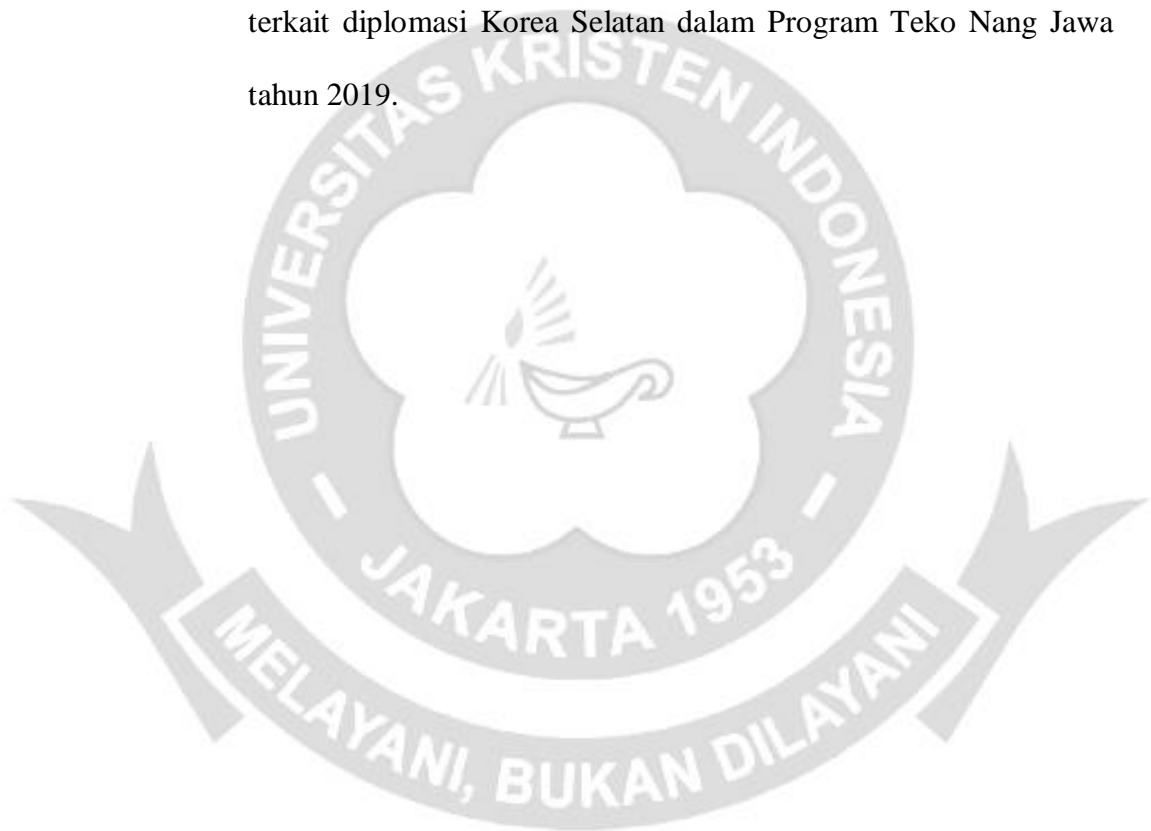 terkait diplomasi Korea Selatan dalam Program Teko Nang Jawa
tahun 2019.
UNIVERSITAS KRISTEN INDONESIA
- JAKARTA 1953 -
MELAYANI, BUKAN DILAYANI